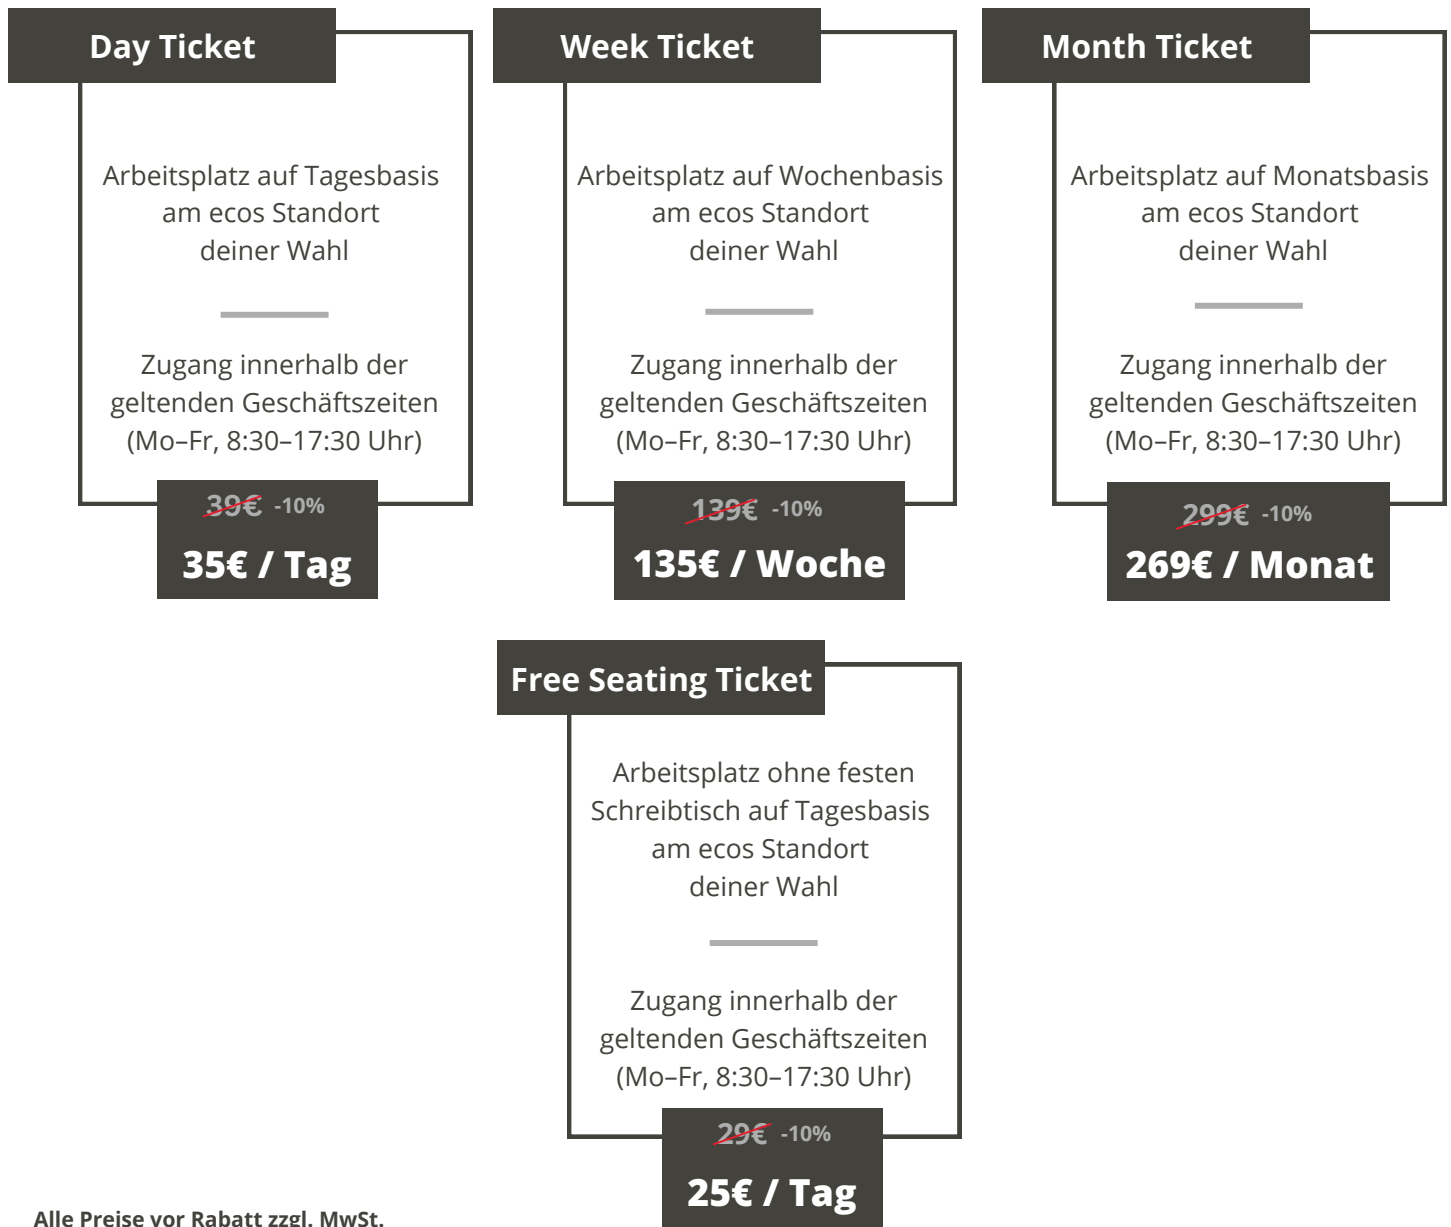 Day Ticket
Arbeitsplatz auf Tagesbasis
am ecos Standort
deiner Wahl
Zugang innerhalb der
geltenden Geschäftszeiten
(Mo–Fr, 8:30–17:30 Uhr)
39€ -10%
35€ / Tag
Week Ticket
Arbeitsplatz auf Wochenbasis
am ecos Standort
deiner Wahl
Zugang innerhalb der
geltenden Geschäftszeiten
(Mo–Fr, 8:30–17:30 Uhr)
139€ -10%
135€ / Woche
Month Ticket
Arbeitsplatz auf Monatsbasis
am ecos Standort
deiner Wahl
Zugang innerhalb der
geltenden Geschäftszeiten
(Mo–Fr, 8:30–17:30 Uhr)
299€ -10%
269€ / Monat
Free Seating Ticket
Arbeitsplatz ohne festen
Schreibtisch auf Tagesbasis
am ecos Standort
deiner Wahl
Zugang innerhalb der
geltenden Geschäftszeiten
(Mo–Fr, 8:30–17:30 Uhr)
29€ -10%
25€ / Tag
Alle Preise vor Rabatt zzgl. MwSt.